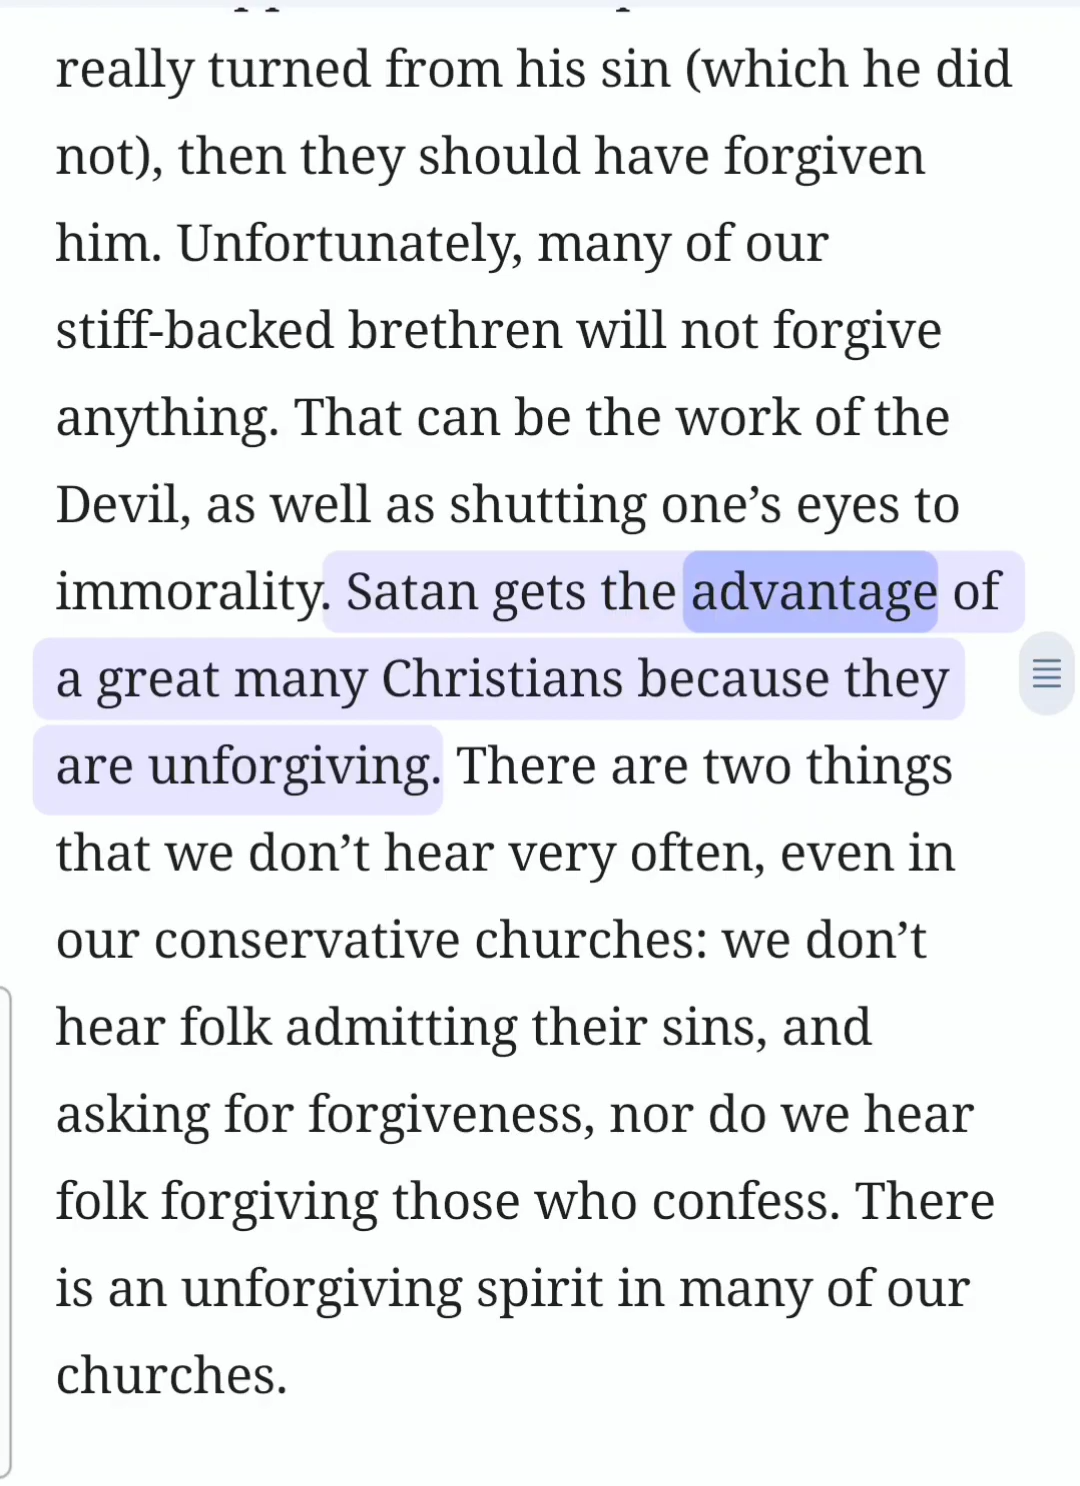 really turned from his sin (which he did
not), then they should have forgiven
him. Unfortunately, many of our
stiff-backed brethren will not forgive
anything. That can be the work of the
Devil, as well as shutting one’s eyes to
immorality. Satan gets the advantage of
a great many Christians because they
are unforgiving. There are two things
that we don’t hear very often, even in
our conservative churches: we don’t
hear folk admitting their sins, and
asking for forgiveness, nor do we hear
folk forgiving those who confess. There
is an unforgiving spirit in many of our
churches.